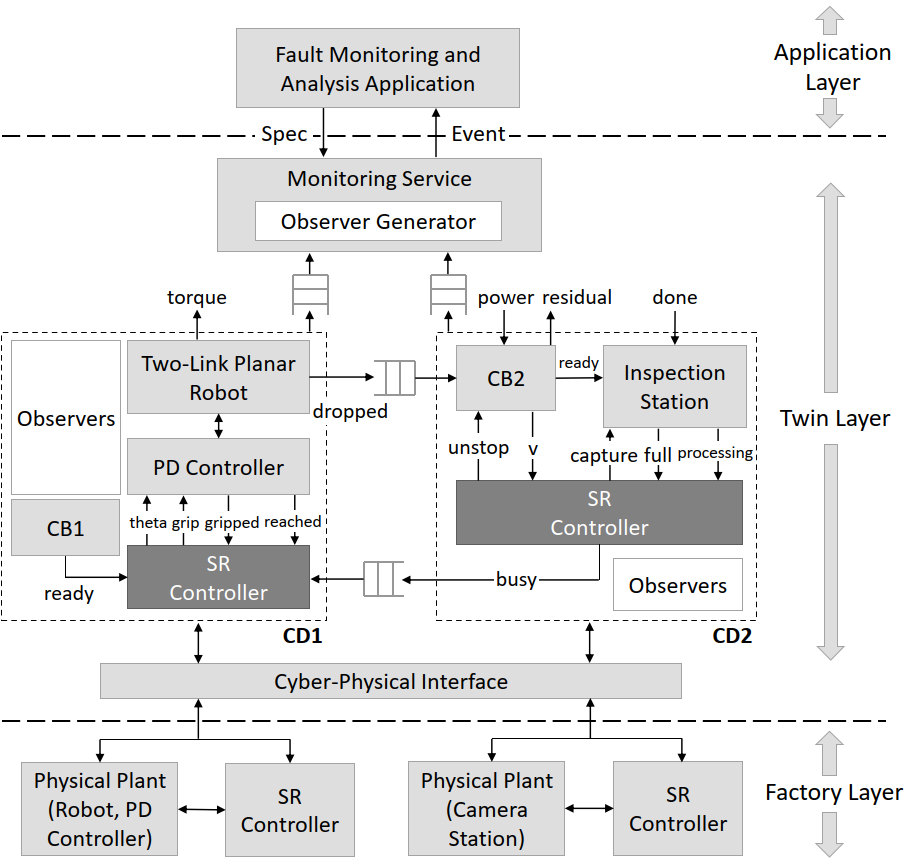 Fault Monitoring and
Analysis Application
Application
Layer
Spec
Event
Monitoring Service
Observer Generator
torque
power
residual
done
Two-Link Planar
Robot
Observers
dropped
CB2
ready
Inspection
Station
Twin Layer
unstop
v
capture
full
processing
PD Controller
theta
grip
gripped
reached
CB1
ready
SR
Controller
SR
Controller
busy
Observers
CD1
CD2
Cyber-Physical Interface
Physical Plant
(Robot, PD
Controller)
SR
Controller
Physical Plant
(Camera
Station)
SR
Controller
Factory Layer